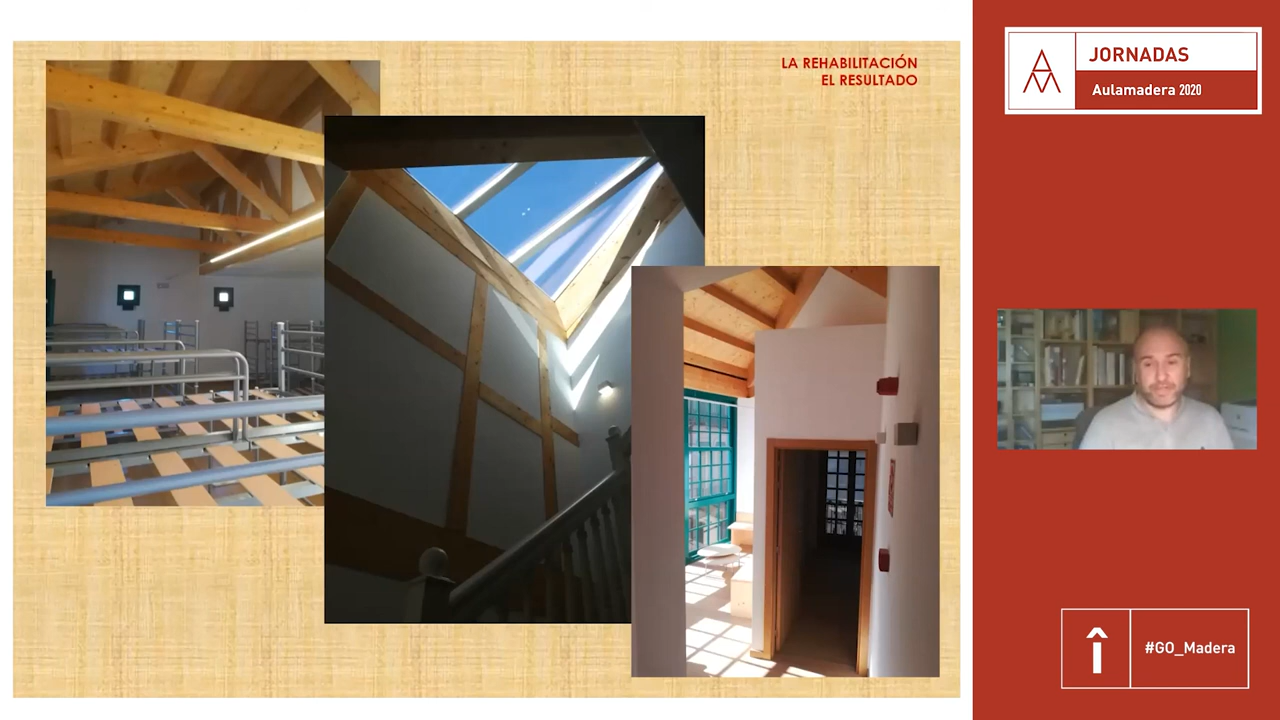 LA REHABILITACIÓN
EL RESULTADO
JORNADAS
Aulamadera 2020
#GO_Madera